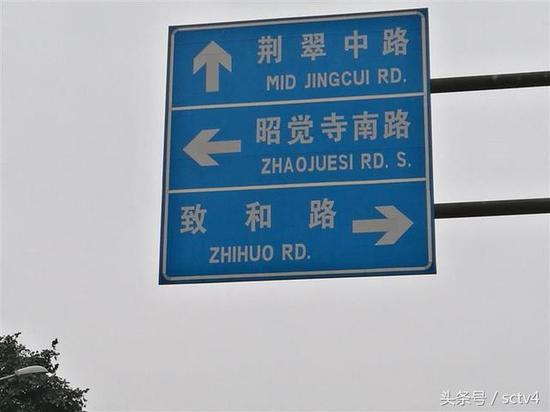 荆翠中路
MID JINGCUI RD.
昭觉寺南路
ZHAOJUESI RD. S.
致和路
ZHIHUO RD.
头条号 / sctv4